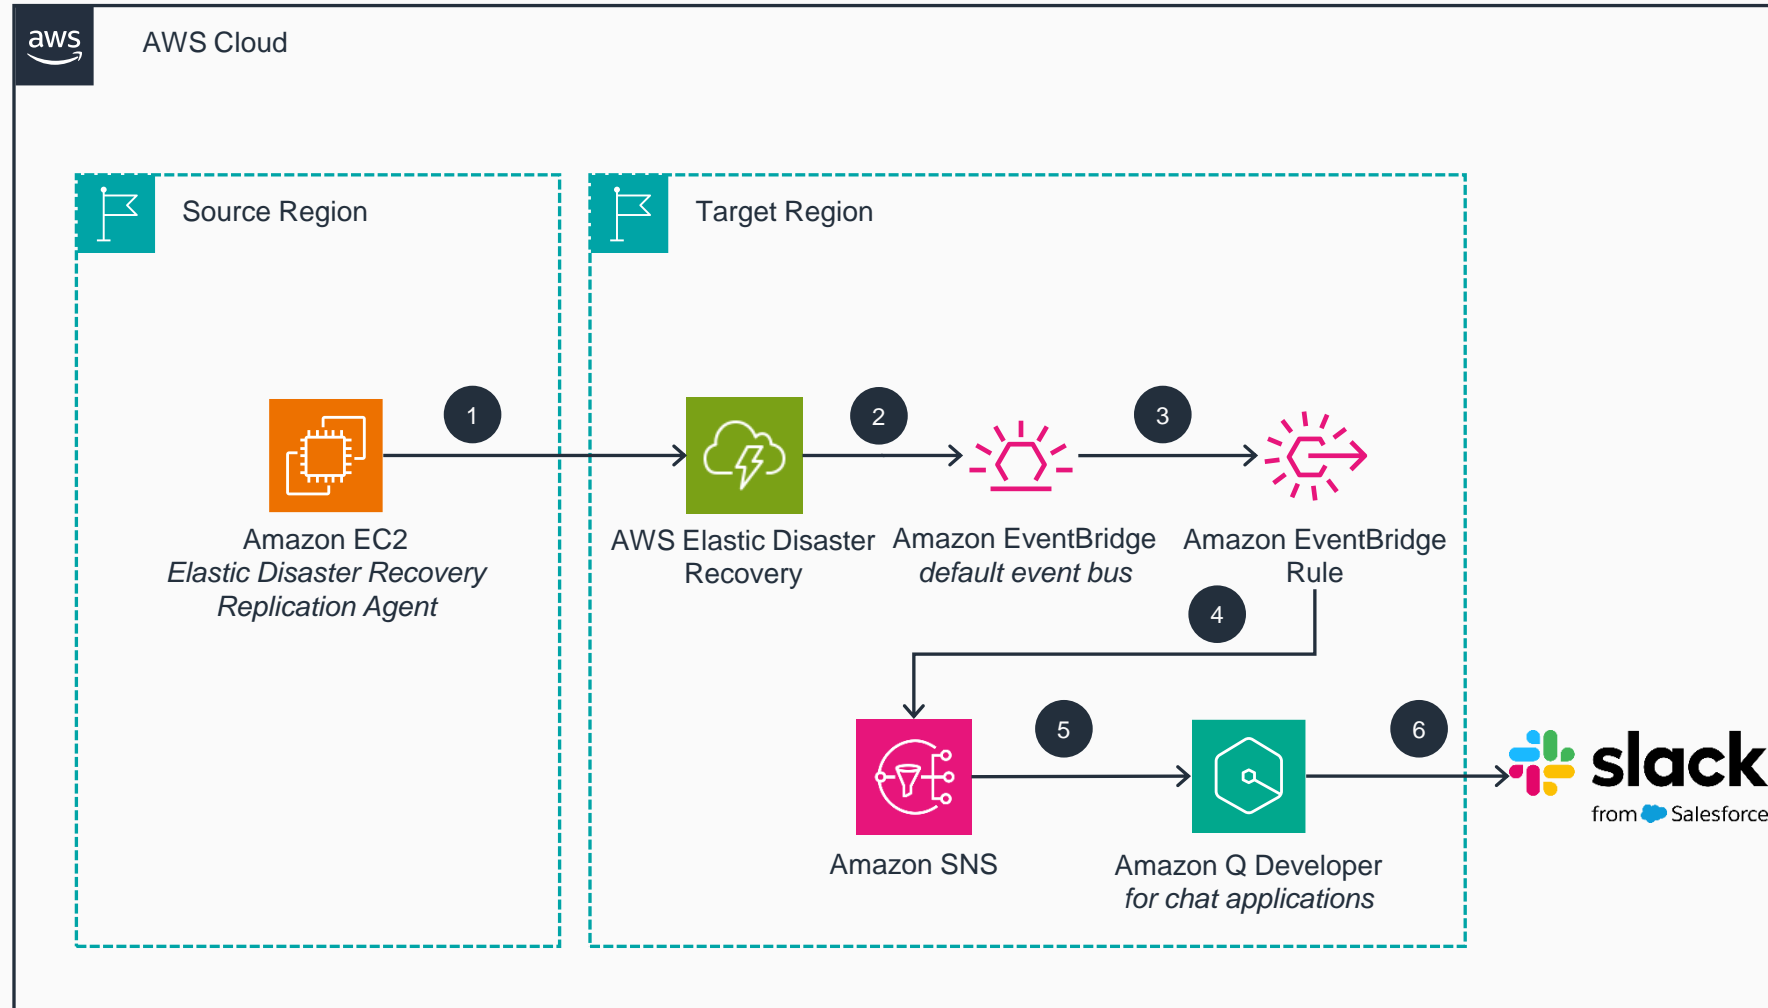 aws
AWS Cloud
Source Region
Target Region
1
2
3
Amazon EC2
Elastic Disaster Recovery
Replication Agent
AWS Elastic Disaster
Recovery
Amazon EventBridge
default event bus
Amazon EventBridge
Rule
4
5
6
slack
from Salesforce
Amazon SNS
Amazon Q Developer
for chat applications